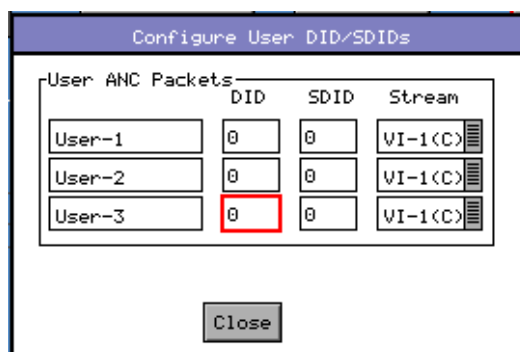 Configure User DID/SDIDs
User ANC Packets
DID SDID Stream
User-1 0 0 VI-1(C)
User-2 0 0 VI-1(C)
User-3 0 0 VI-1(C)
Close